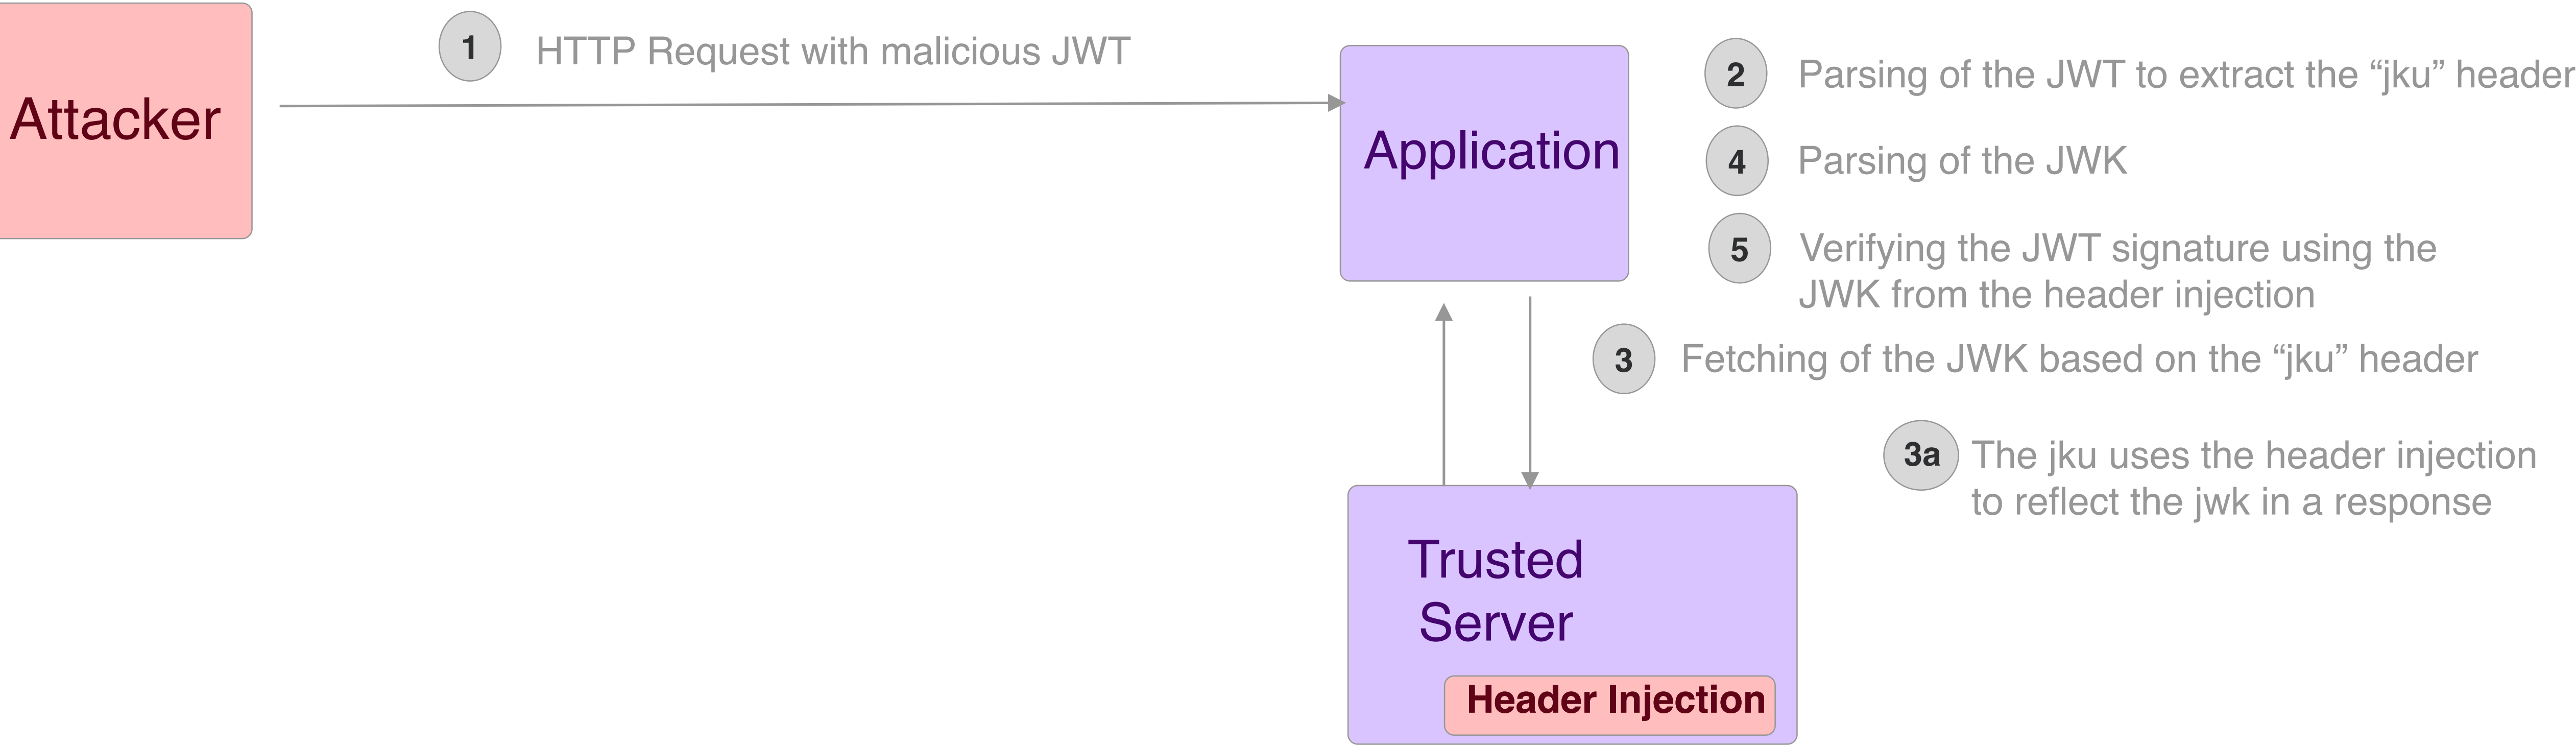 Attacker
1 HTTP Request with malicious JWT
Application
2 Parsing of the JWT to extract the “jku” header
4 Parsing of the JWK
5 Verifying the JWT signature using the
JWK from the header injection
3 Fetching of the JWK based on the “jku” header
3a The jku uses the header injection
to reflect the jwk in a response
Trusted
Server
Header Injection